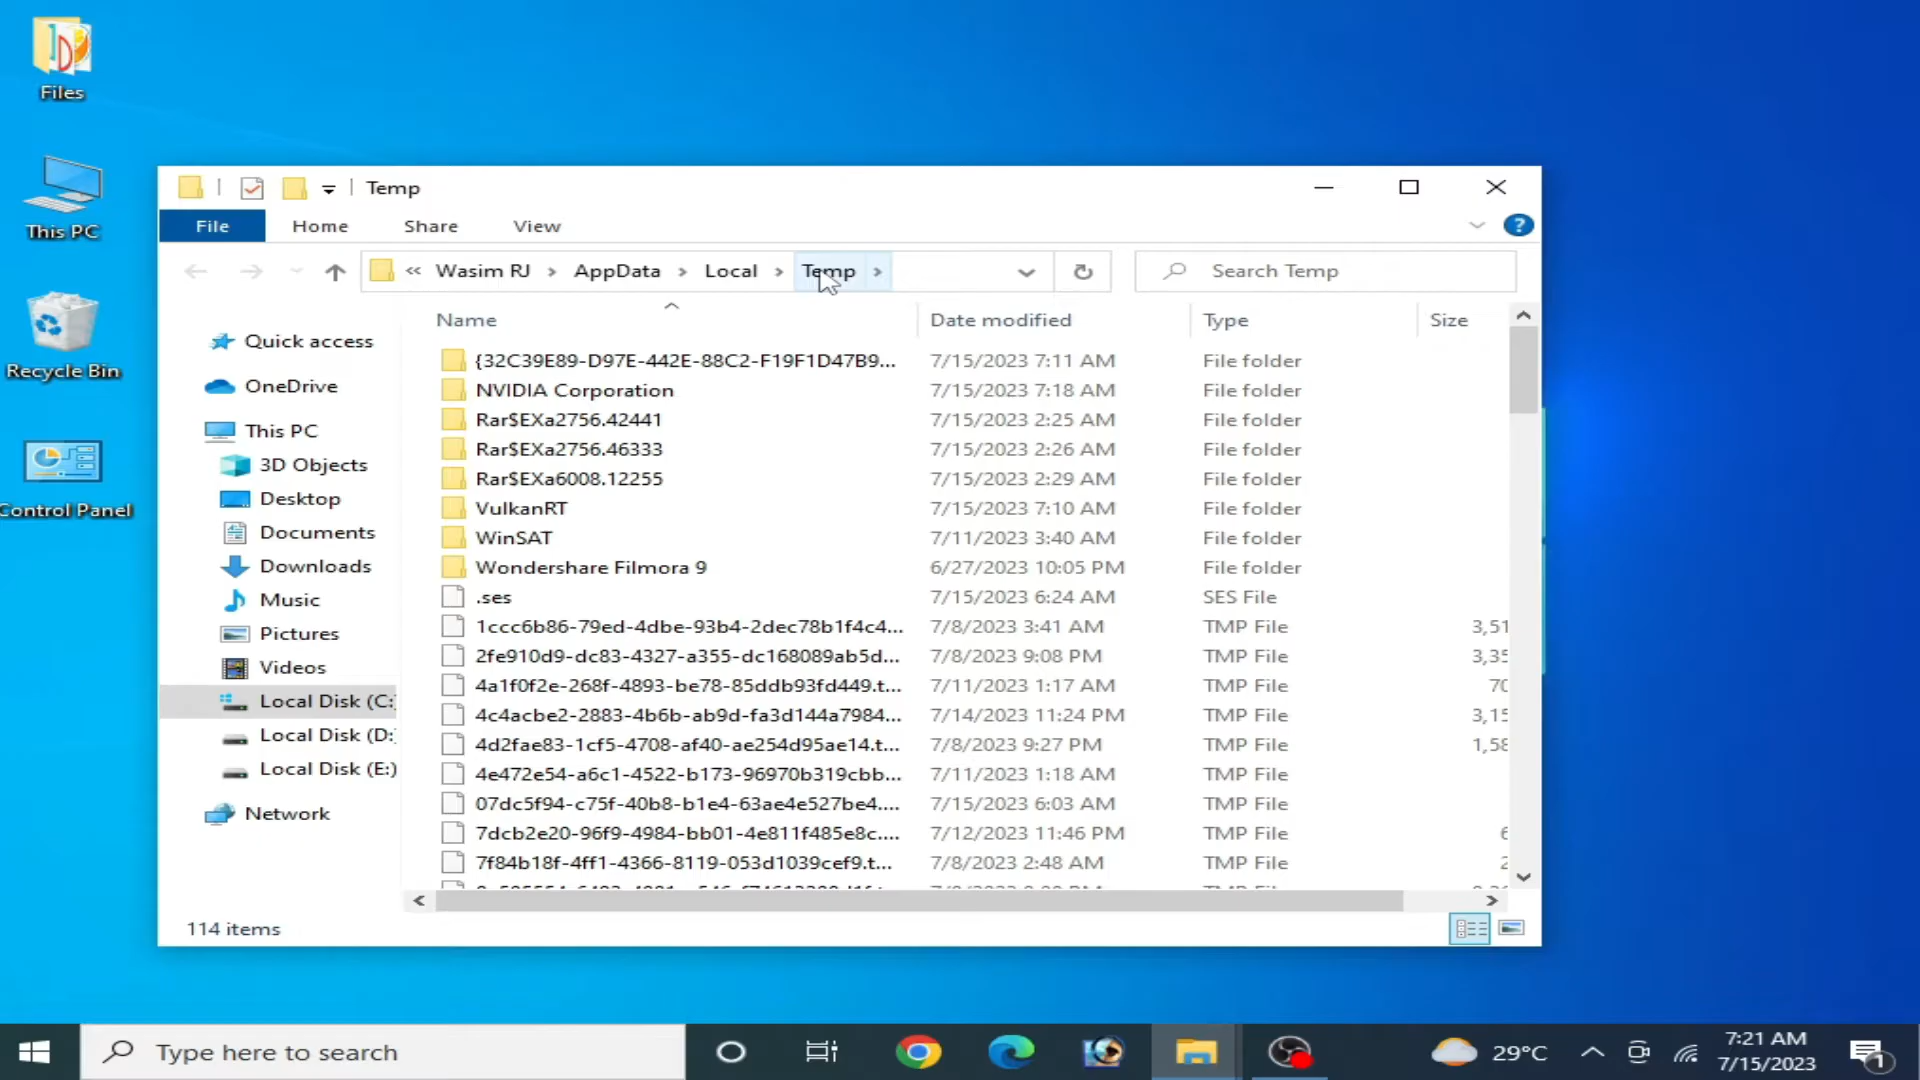 Files
This PC
Recycle Bin
Control Panel
Temp
File Home Share View
« Wasim RJ › AppData › Local › Temp ›
Search Temp
Name Date modified Type Size
Quick access
OneDrive
This PC
3D Objects
Desktop
Documents
Downloads
Music
Pictures
Videos
Local Disk (C:
Local Disk (D:
Local Disk (E:)
Network
{32C39E89-D97E-442E-88C2-F19F1D47B9... 7/15/2023 7:11 AM File folder
NVIDIA Corporation 7/15/2023 7:18 AM File folder
Rar$EXa2756.42441 7/15/2023 2:25 AM File folder
Rar$EXa2756.46333 7/15/2023 2:26 AM File folder
Rar$EXa6008.12255 7/15/2023 2:29 AM File folder
VulkanRT 7/15/2023 7:10 AM File folder
WinSAT 7/11/2023 3:40 AM File folder
Wondershare Filmora 9 6/27/2023 10:05 PM File folder
.ses 7/15/2023 6:24 AM SES File
1ccc6b86-79ed-4dbe-93b4-2dec78b1f4c4... 7/8/2023 3:41 AM TMP File 3,51
2fe910d9-dc83-4327-a355-dc168089ab5d... 7/8/2023 9:08 PM TMP File 3,35
4a1f0f2e-268f-4893-be78-85ddb93fd449.t... 7/11/2023 1:17 AM TMP File 70
4c4acbe2-2883-4b6b-ab9d-fa3d144a7984... 7/14/2023 11:24 PM TMP File 3,15
4d2fae83-1cf5-4708-af40-ae254d95ae14.t... 7/8/2023 9:27 PM TMP File 1,58
4e472e54-a6c1-4522-b173-96970b319cbb... 7/11/2023 1:18 AM TMP File
07dc5f94-c75f-40b8-b1e4-63ae4e527be4.... 7/15/2023 6:03 AM TMP File
7dcb2e20-96f9-4984-bb01-4e811f485e8c.... 7/12/2023 11:46 PM TMP File 6
7f84b18f-4ff1-4366-8119-053d1039cef9.t... 7/8/2023 2:48 AM TMP File 2
114 items
Type here to search
29°C
7:21 AM
7/15/2023
1